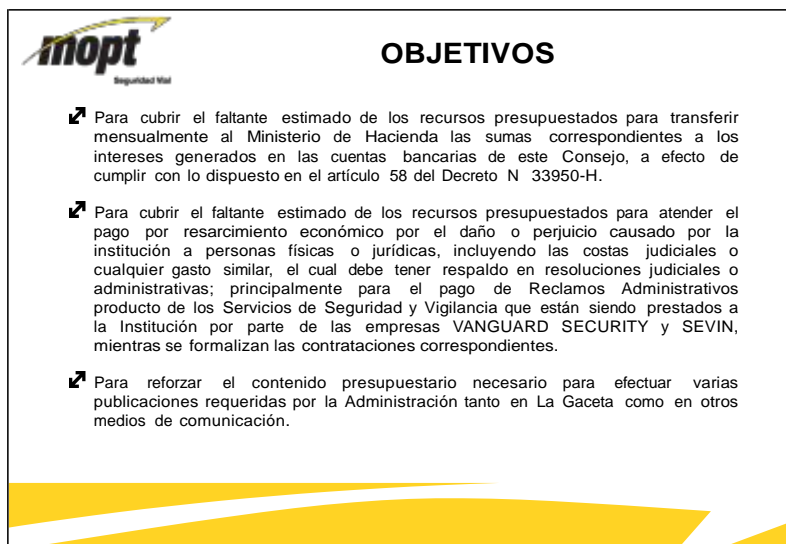 mopt
Seguridad Vial
OBJETIVOS
Para cubrir el faltante estimado de los recursos presupuestados para transferir
mensualmente al Ministerio de Hacienda las sumas correspondientes a los
intereses generados en las cuentas bancarias de este Consejo, a efecto de
cumplir con lo dispuesto en el artículo 58 del Decreto N 33950-H.
Para cubrir el faltante estimado de los recursos presupuestados para atender el
pago por resarcimiento económico por el daño o perjuicio causado por la
institución a personas físicas o jurídicas, incluyendo las costas judiciales o
cualquier gasto similar, el cual debe tener respaldo en resoluciones judiciales o
administrativas; principalmente para el pago de Reclamos Administrativos
producto de los Servicios de Seguridad y Vigilancia que están siendo prestados a
la Institución por parte de las empresas VANGUARD SECURITY y SEVIN,
mientras se formalizan las contrataciones correspondientes.
Para reforzar el contenido presupuestario necesario para efectuar varias
publicaciones requeridas por la Administración tanto en La Gaceta como en otros
medios de comunicación.